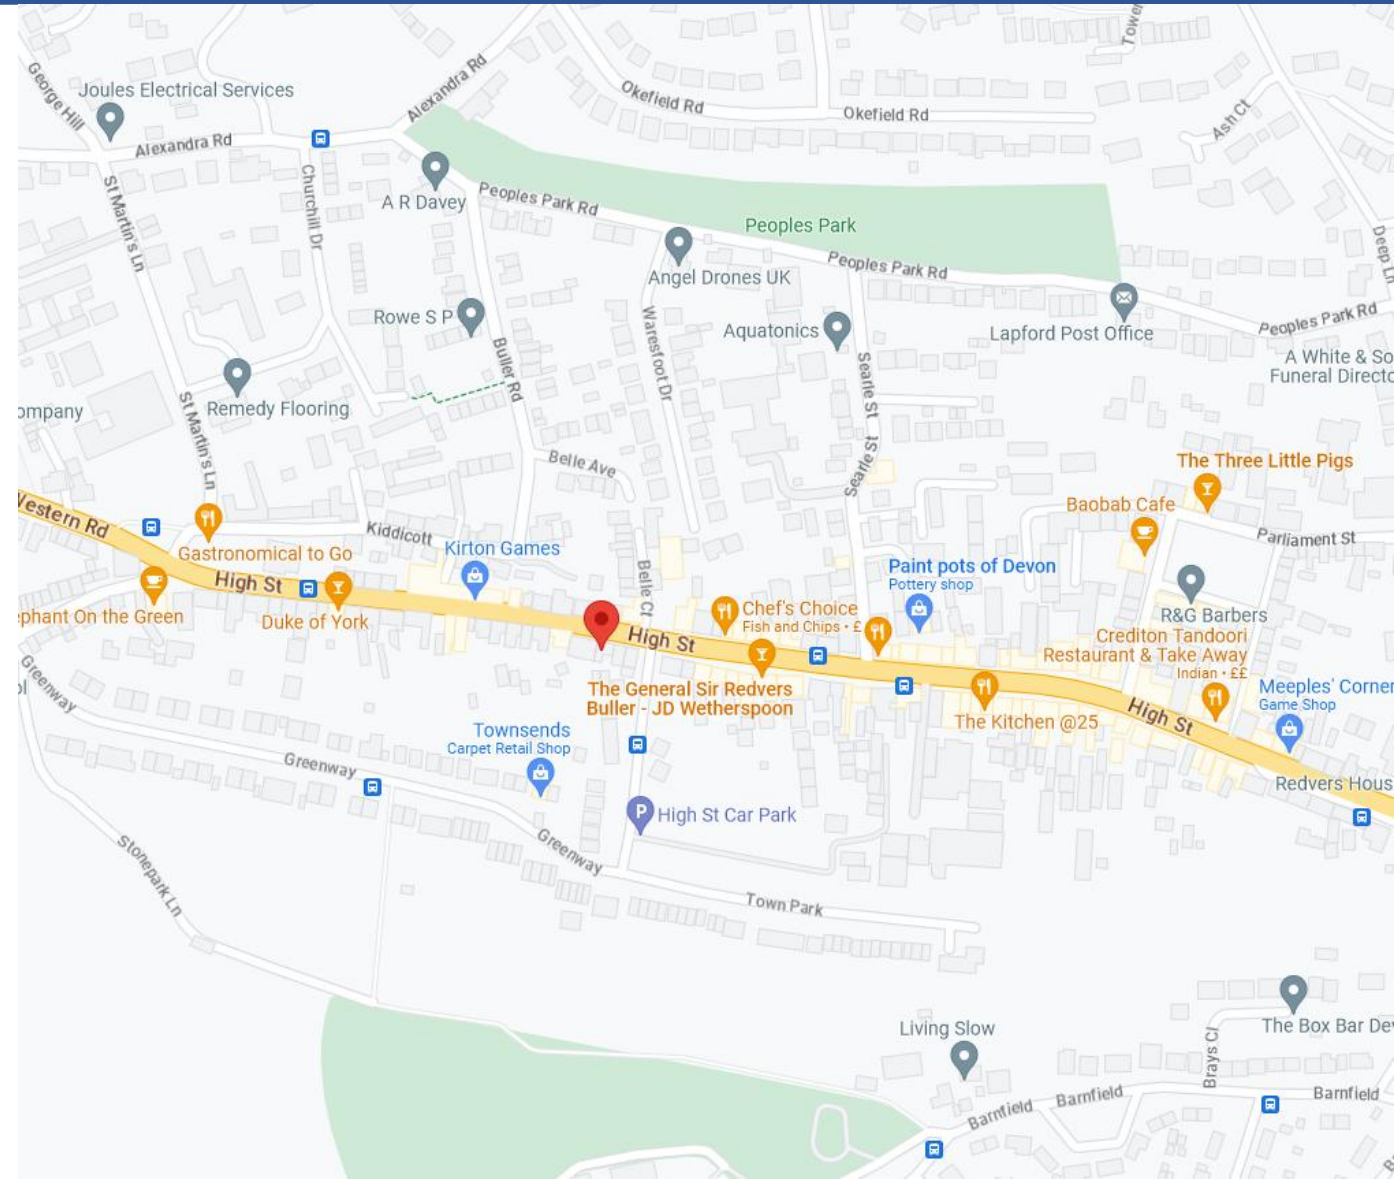 Tower
George Hill
Joules Electrical Services
Alexandra Rd
Okefield Rd
Okefield Rd
Ash Ct
Alexandra Rd
St Martin's Ln
Churchill Dr
A R Davey
Peoples Park Rd
Peoples Park
Deep Ln
Angel Drones UK
Peoples Park Rd
Rowe S P
Aquatonics
Lapford Post Office
Peoples Park Rd
Buller Rd
Waresfoot Dr
Searle St
A White & So
Funeral Directo
ompany
Remedy Flooring
St Martin's Ln
Belle Ave
Searle St
The Three Little Pigs
Baobab Cafe
Western Rd
Kiddicott
Parliament St
Gastronomical to Go
Kirton Games
Belle Ct
Paint pots of Devon
Pottery shop
High St
ephant On the Green
Duke of York
Chef's Choice
Fish and Chips • £
High St
R&G Barbers
Crediton Tandoori
Restaurant & Take Away
Indian • ££
Greenway
ol
The General Sir Redvers
Buller - JD Wetherspoon
The Kitchen @25
High St
Meeples' Corner
Game Shop
Townsends
Carpet Retail Shop
Greenway
Redvers Hous
P
High St Car Park
Stonepark Ln
Greenway
Town Park
Living Slow
The Box Bar Dev
Brays Cl
Barnfield
Barnfield
Barnfield